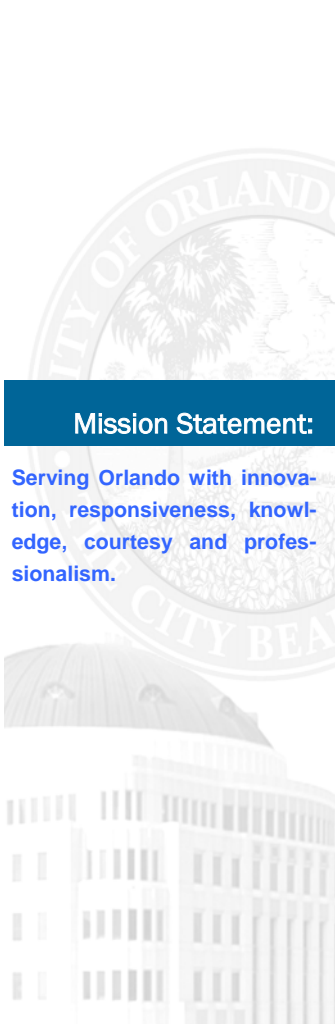 CITY OF ORLANDO
Mission Statement:
Serving Orlando with innova-
tion, responsiveness, knowl-
edge, courtesy and profes-
sionalism.
THE CITY BEA